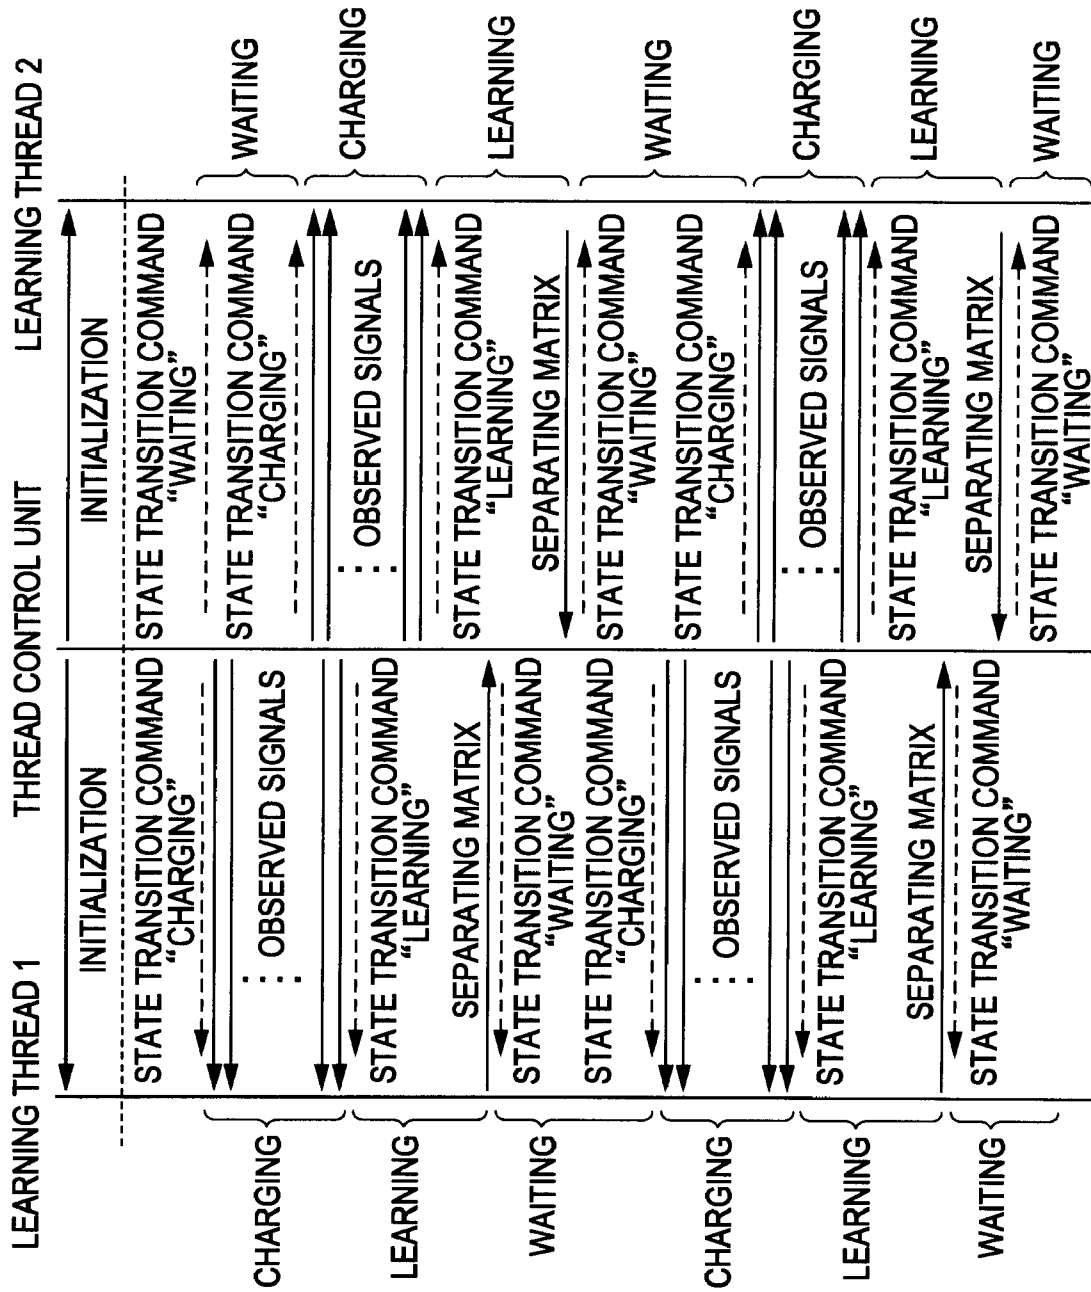 LEARNING THREAD 1
THREAD CONTROL UNIT
LEARNING THREAD 2
INITIALIZATION
INITIALIZATION
STATE TRANSITION COMMAND
“CHARGING”
STATE TRANSITION COMMAND
“WAITING”
STATE TRANSITION COMMAND
“CHARGING”
WAITING
CHARGING
OBSERVED SIGNALS
OBSERVED SIGNALS
CHARGING
STATE TRANSITION COMMAND
“LEARNING”
STATE TRANSITION COMMAND
“LEARNING”
LEARNING
SEPARATING MATRIX
SEPARATING MATRIX
LEARNING
STATE TRANSITION COMMAND
“WAITING”
STATE TRANSITION COMMAND
“WAITING”
WAITING
STATE TRANSITION COMMAND
“CHARGING”
STATE TRANSITION COMMAND
“CHARGING”
WAITING
CHARGING
OBSERVED SIGNALS
OBSERVED SIGNALS
CHARGING
STATE TRANSITION COMMAND
“LEARNING”
STATE TRANSITION COMMAND
“LEARNING”
LEARNING
SEPARATING MATRIX
SEPARATING MATRIX
LEARNING
STATE TRANSITION COMMAND
“WAITING”
STATE TRANSITION COMMAND
“WAITING”
WAITING
WAITING